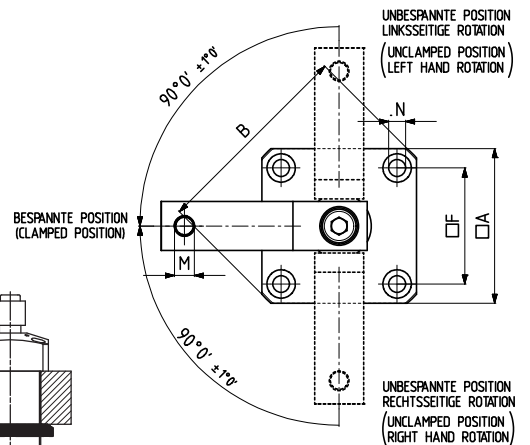 UNBESPANNTE POSITION
LINKSSEITIGE ROTATION
(UNCLAMPED POSITION
LEFT HAND ROTATION)
90°0' ±1°0'
B
.N
BESPANNTE POSITION
(CLAMPED POSITION)
M
□F
□A
90°0' ±1°0'
UNBESPANNTE POSITION
RECHTSSEITIGE ROTATION
(UNCLAMPED POSITION
RIGHT HAND ROTATION)